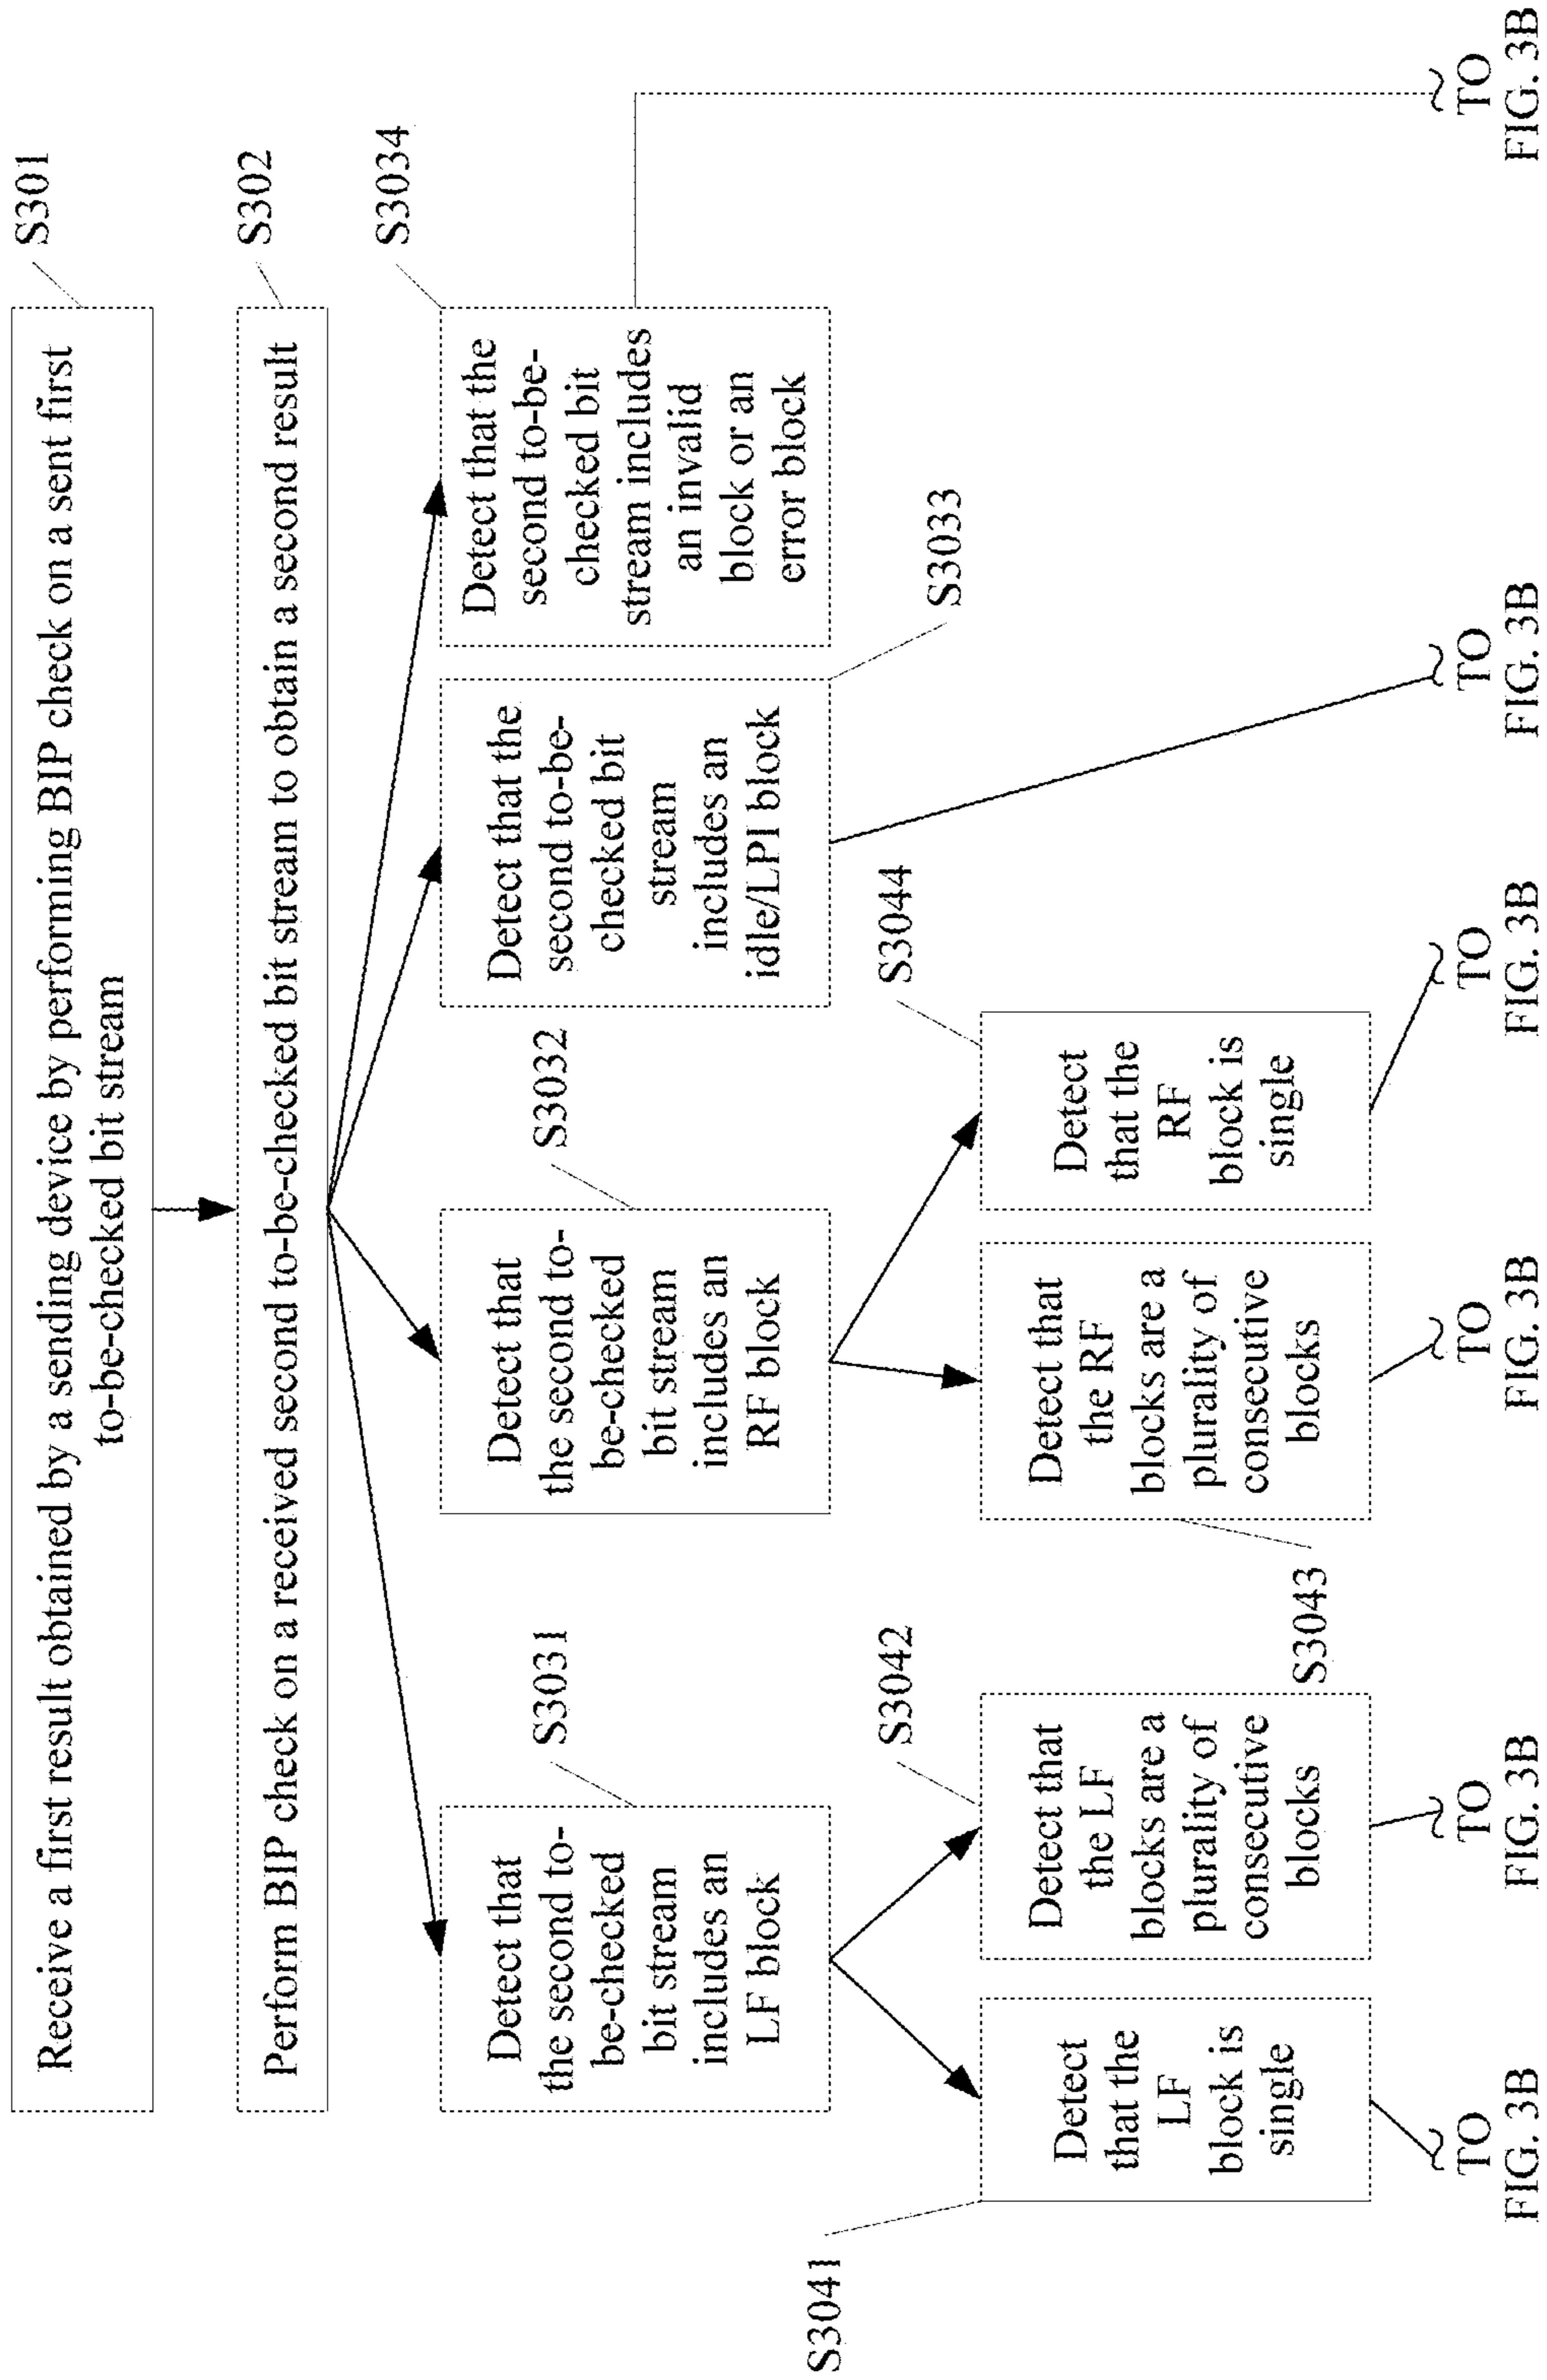 Receive a first result obtained by a sending device by performing BIP check on a sent first
to-be-checked bit stream
S301
Perform BIP check on a received second to-be-checked bit stream to obtain a second result
S302
Detect that
the second to-
be-checked
bit stream
includes an
LF block
S3031
Detect that
the second to-
be-checked
bit stream
includes an
RF block
S3032
Detect that the
second to-be-
checked bit
stream
includes an
idle/LPI block
S3033
Detect that the
second to-be-
checked bit
stream includes
an invalid
block or an
error block
S3034
S3041
Detect
that the
LF
block is
single
S3042
Detect that
the LF
blocks are a
plurality of
consecutive
blocks
S3043
Detect that
the RF
blocks are a
plurality of
consecutive
blocks
S3044
Detect
that the
RF
block is
single
TO
FIG. 3B
TO
FIG. 3B
TO
FIG. 3B
TO
FIG. 3B
TO
FIG. 3B
TO
FIG. 3B